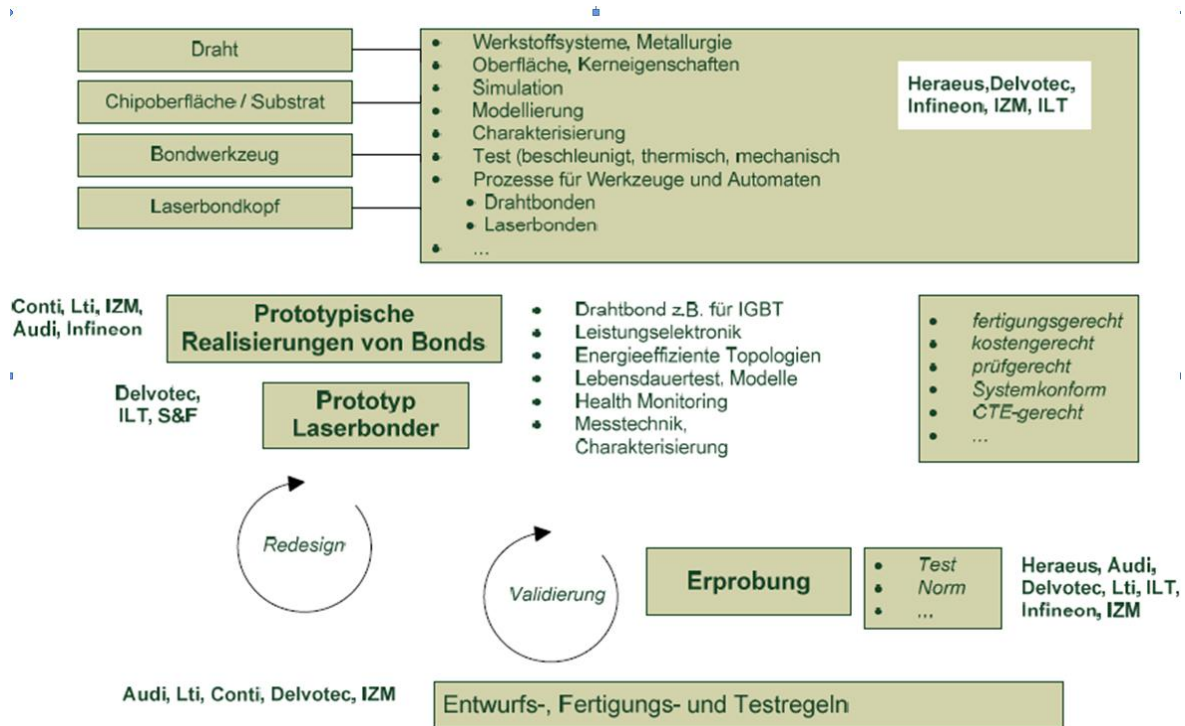 Draht
Chipoberfläche / Substrat
Bondwerkzeug
Laserbondkopf
• Werkstoffsysteme, Metallurgie
• Oberfläche, Kerneigenschaften
• Simulation
• Modellierung
• Charakterisierung
• Test (beschleunigt, thermisch, mechanisch
• Prozesse für Werkzeuge und Automaten
• Drahtbonden
• Laserbonden
• ...
Heraeus,Delvotec,
Infineon, IZM, ILT
Conti, Lti, IZM,
Audi, Infineon
Prototypische
Realisierungen von Bonds
Delvotec,
ILT, S&F
Prototyp
Laserbonder
• Drahtbond z.B. für IGBT
• Leistungselektronik
• Energieeffiziente Topologien
• Lebensdauertest, Modelle
• Health Monitoring
• Messtechnik,
Charakterisierung
• fertigungsgerecht
• kostengerecht
• prüfgerecht
• Systemkonform
• CTE-gerecht
• ...
Redesign
Validierung
Erprobung
• Test
• Norm
• ...
Heraeus, Audi,
Delvotec, Lti, ILT,
Infineon, IZM
Audi, Lti, Conti, Delvotec, IZM
Entwurfs-, Fertigungs- und Testregeln